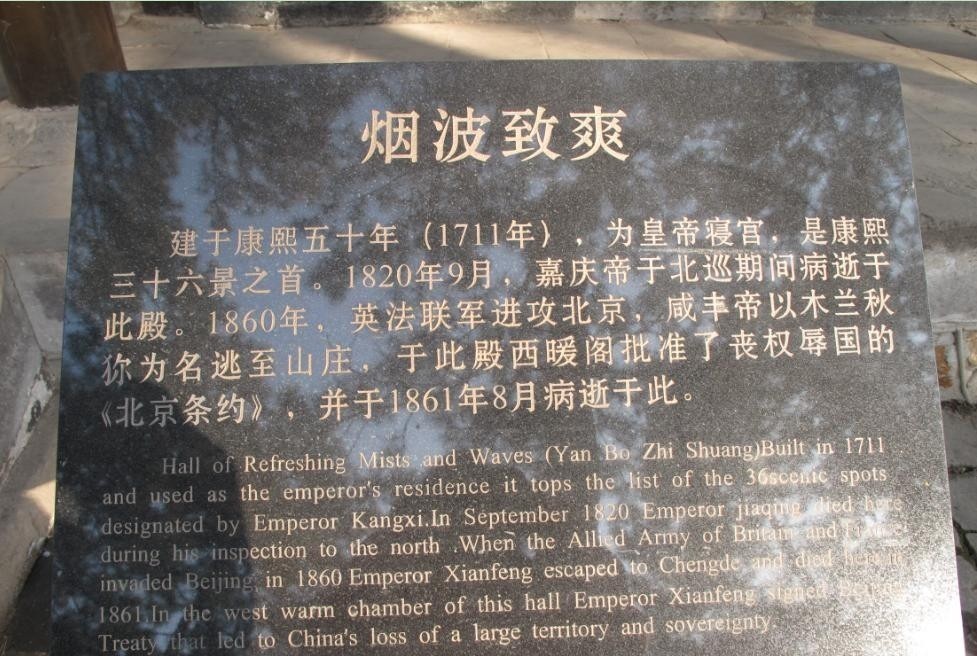 烟波致爽
建于康熙五十年（1711年），为皇帝寝宫，是康熙
三十六景之首。1820年9月，嘉庆帝于北巡期间病逝于
此殿。1860年，英法联军进攻北京，咸丰帝以木兰秋
狝为名逃至山庄，于此殿西暖阁批准了丧权辱国的
《北京条约》，并于1861年8月病逝于此。
Hall of Refreshing Mists and Waves (Yan Bo Zhi Shuang)Built in 1711
and used as the emperor's residence it tops the list of the 36scenic spots
designated by Emperor Kangxi.In September 1820 Emperor jiaqing died here
during his inspection to the north .When the Allied Army of Britain and France
invaded Beijing in 1860 Emperor Xianfeng escaped to Chengde and died here in
1861.In the west warm chamber of this hall Emperor Xianfeng signed Beijing
Treaty that led to China's loss of a large territory and sovereignty.